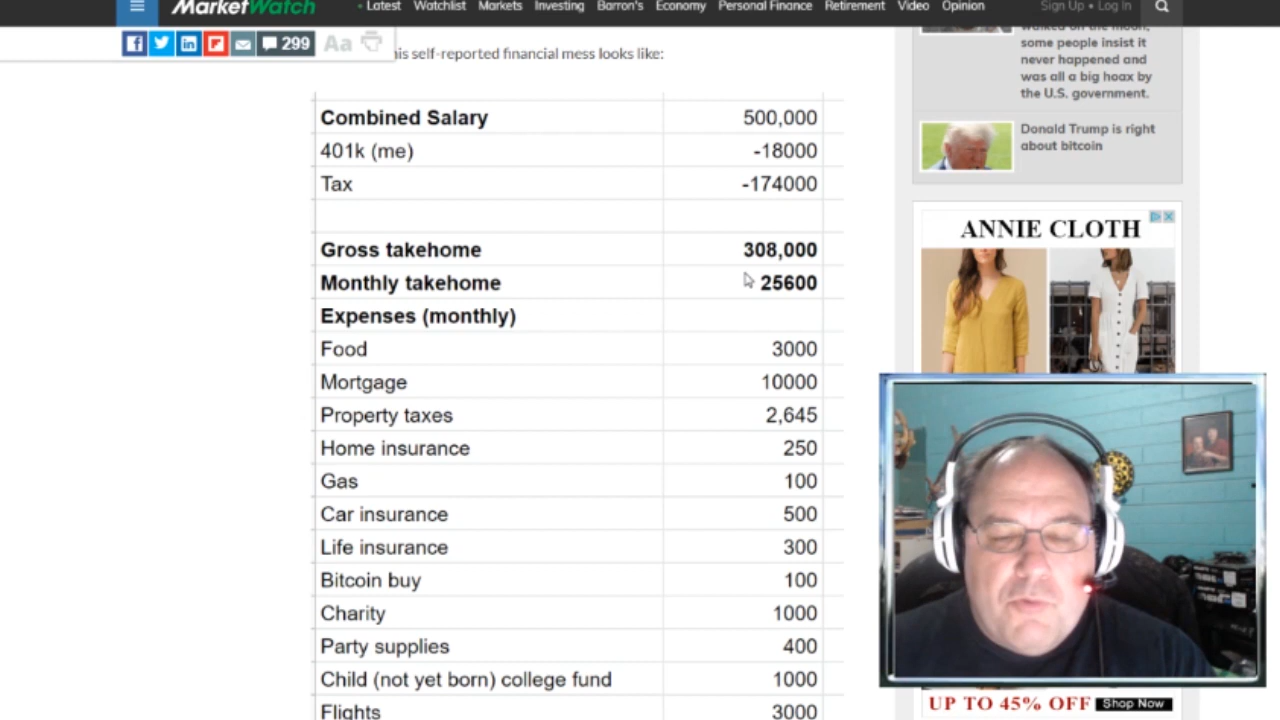 MarketWatch • Latest Watchlist Markets Investing Barron's Economy Personal Finance Retirement Video Opinion Sign Up • Log In
299 Aa
his self-reported financial mess looks like:
Combined Salary 500,000
401k (me) -18000
Tax -174000
Gross takehome 308,000
Monthly takehome 25600
Expenses (monthly)
Food 3000
Mortgage 10000
Property taxes 2,645
Home insurance 250
Gas 100
Car insurance 500
Life insurance 300
Bitcoin buy 100
Charity 1000
Party supplies 400
Child (not yet born) college fund 1000
Flights 3000
walked on the moon,
some people insist it
never happened and
was all a big hoax by
the U.S. government.
Donald Trump is right
about bitcoin
ANNIE CLOTH
UP TO 45% OFF Shop Now